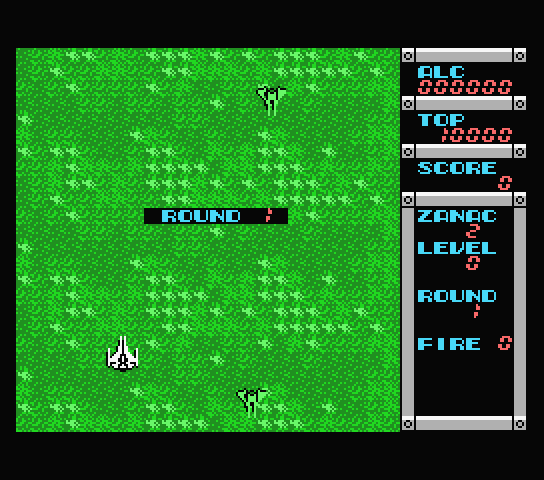 ALC
000000
TOP
10000
SCORE
0
ROUND 1
ZANAC
2
LEVEL
0
ROUND
1
FIRE 0